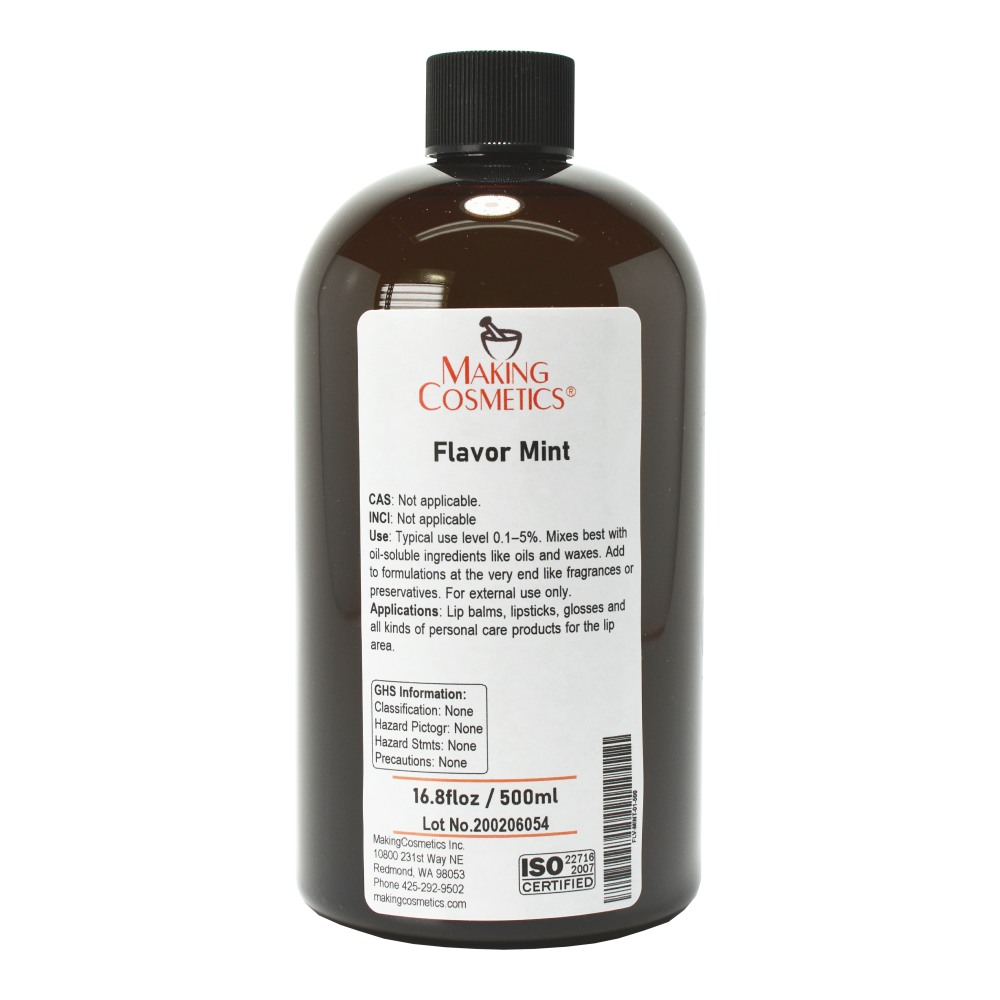 MAKING
COSMETICS®
Flavor Mint
CAS: Not applicable.
INCI: Not applicable
Use: Typical use level 0.1–5%. Mixes best with
oil-soluble ingredients like oils and waxes. Add
to formulations at the very end like fragrances or
preservatives. For external use only.
Applications: Lip balms, lipsticks, glosses and
all kinds of personal care products for the lip
area.
GHS Information:
Classification: None
Hazard Pictogr: None
Hazard Stmts: None
Precautions: None
16.8floz / 500ml
Lot No.200206054
MakingCosmetics Inc.
10800 231st Way NE
Redmond, WA 98053
Phone 425-292-9502
makingcosmetics.com
ISO 22716
2007
CERTIFIED
FLV-MINT-01-500